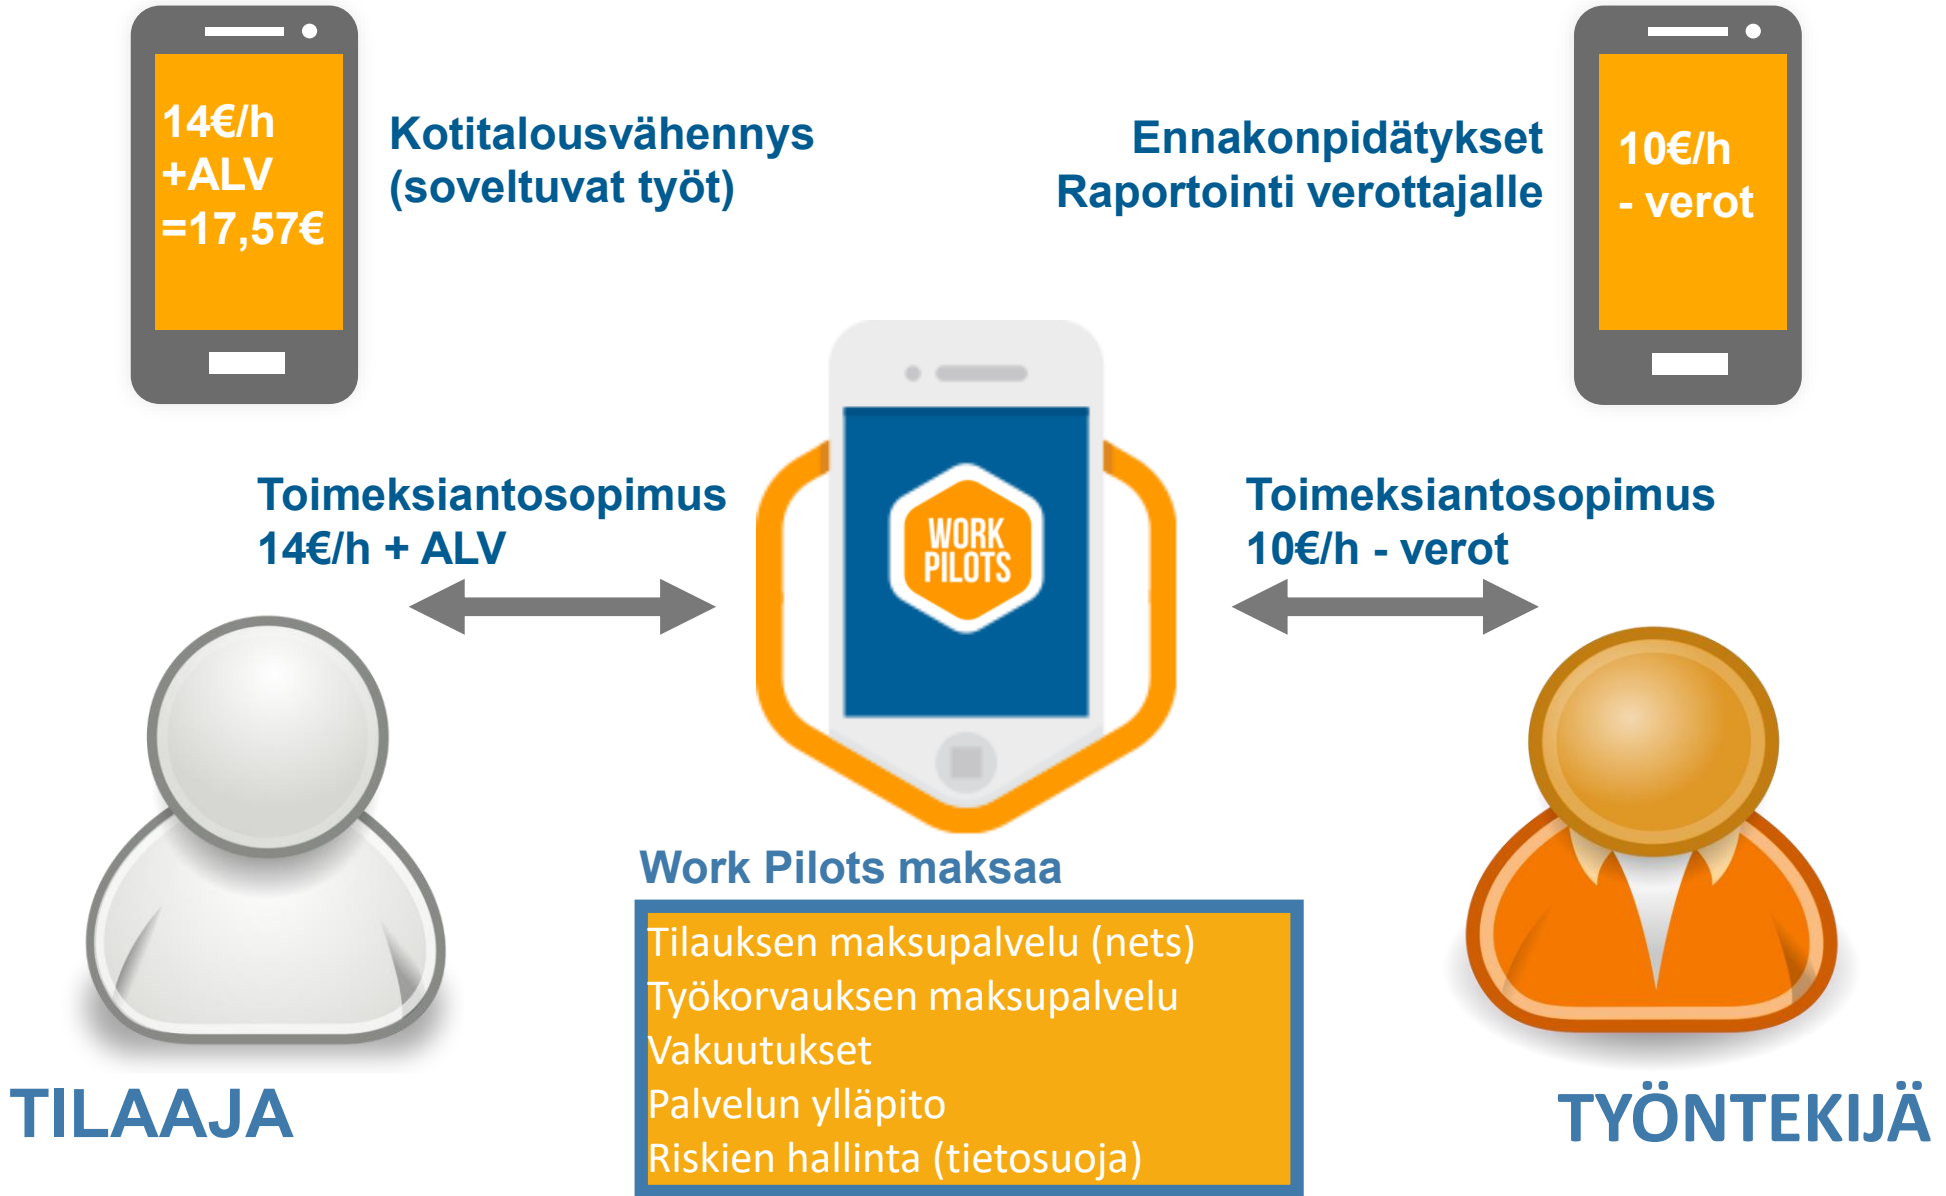 14€/h
+ALV
=17,57€
Kotitalousvähennys
(soveltuvat työt)
Ennakonpidätykset
Raportointi verottajalle
10€/h
- verot
Toimeksiantosopimus
14€/h + ALV
WORK
PILOTS
Toimeksiantosopimus
10€/h - verot
Work Pilots maksaa
Tilauksen maksupalvelu (nets)
Työkorvauksen maksupalvelu
Vakuutukset
Palvelun ylläpito
Riskien hallinta (tietosuoja)
TILAAJA
TYÖNTEKIJÄ